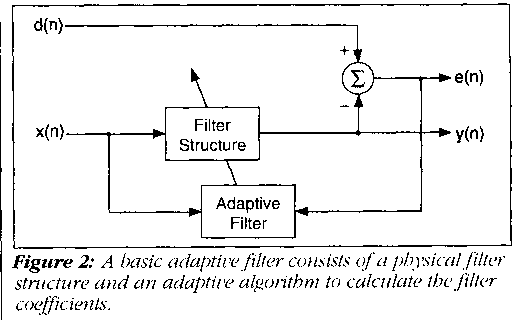 d(n)
+
Σ
e(n)
−
x(n)
Filter
Structure
y(n)
Adaptive
Filter
Figure 2: A basic adaptive filter consists of a physical filter
structure and an adaptive algorithm to calculate the filter
coefficients.